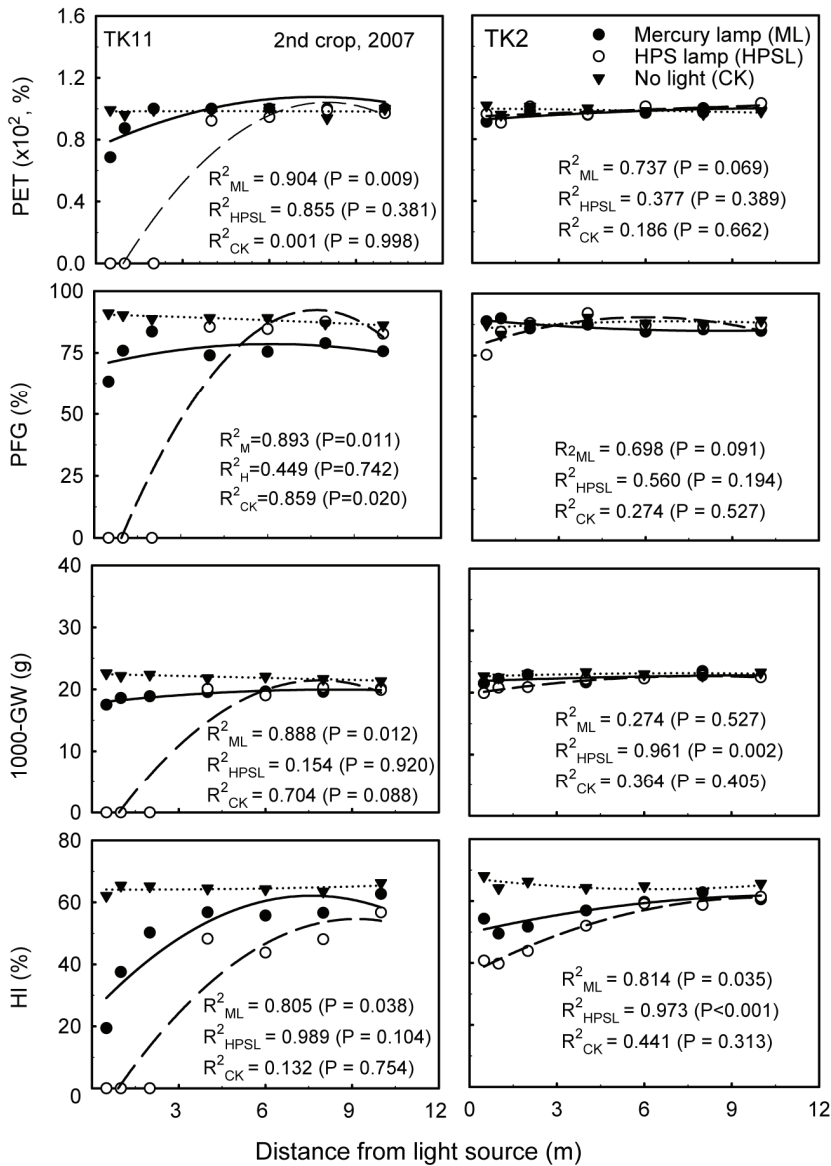 TK11 2nd crop, 2007
TK2
Mercury lamp (ML)
HPS lamp (HPSL)
No light (CK)
PET (x10², %)
1.6
1.2
0.8
0.4
0.0
R²ML = 0.904 (P = 0.009)
R²HPSL = 0.855 (P = 0.381)
R²CK = 0.001 (P = 0.998)
R²ML = 0.737 (P = 0.069)
R²HPSL = 0.377 (P = 0.389)
R²CK = 0.186 (P = 0.662)
PFG (%)
100
75
50
25
0
R²M =0.893 (P=0.011)
R²H =0.449 (P=0.742)
R²CK =0.859 (P=0.020)
R2ML = 0.698 (P = 0.091)
R²HPSL = 0.560 (P = 0.194)
R²CK = 0.274 (P = 0.527)
1000-GW (g)
40
30
20
10
0
R²ML = 0.888 (P = 0.012)
R²HPSL = 0.154 (P = 0.920)
R²CK = 0.704 (P = 0.088)
R²ML = 0.274 (P = 0.527)
R²HPSL = 0.961 (P = 0.002)
R²CK = 0.364 (P = 0.405)
HI (%)
80
60
40
20
0
R²ML = 0.805 (P = 0.038)
R²HPSL = 0.989 (P = 0.104)
R²CK = 0.132 (P = 0.754)
R²ML = 0.814 (P = 0.035)
R²HPSL = 0.973 (P<0.001)
R²CK = 0.441 (P = 0.313)
3 6 9 12 0 3 6 9 12
Distance from light source (m)